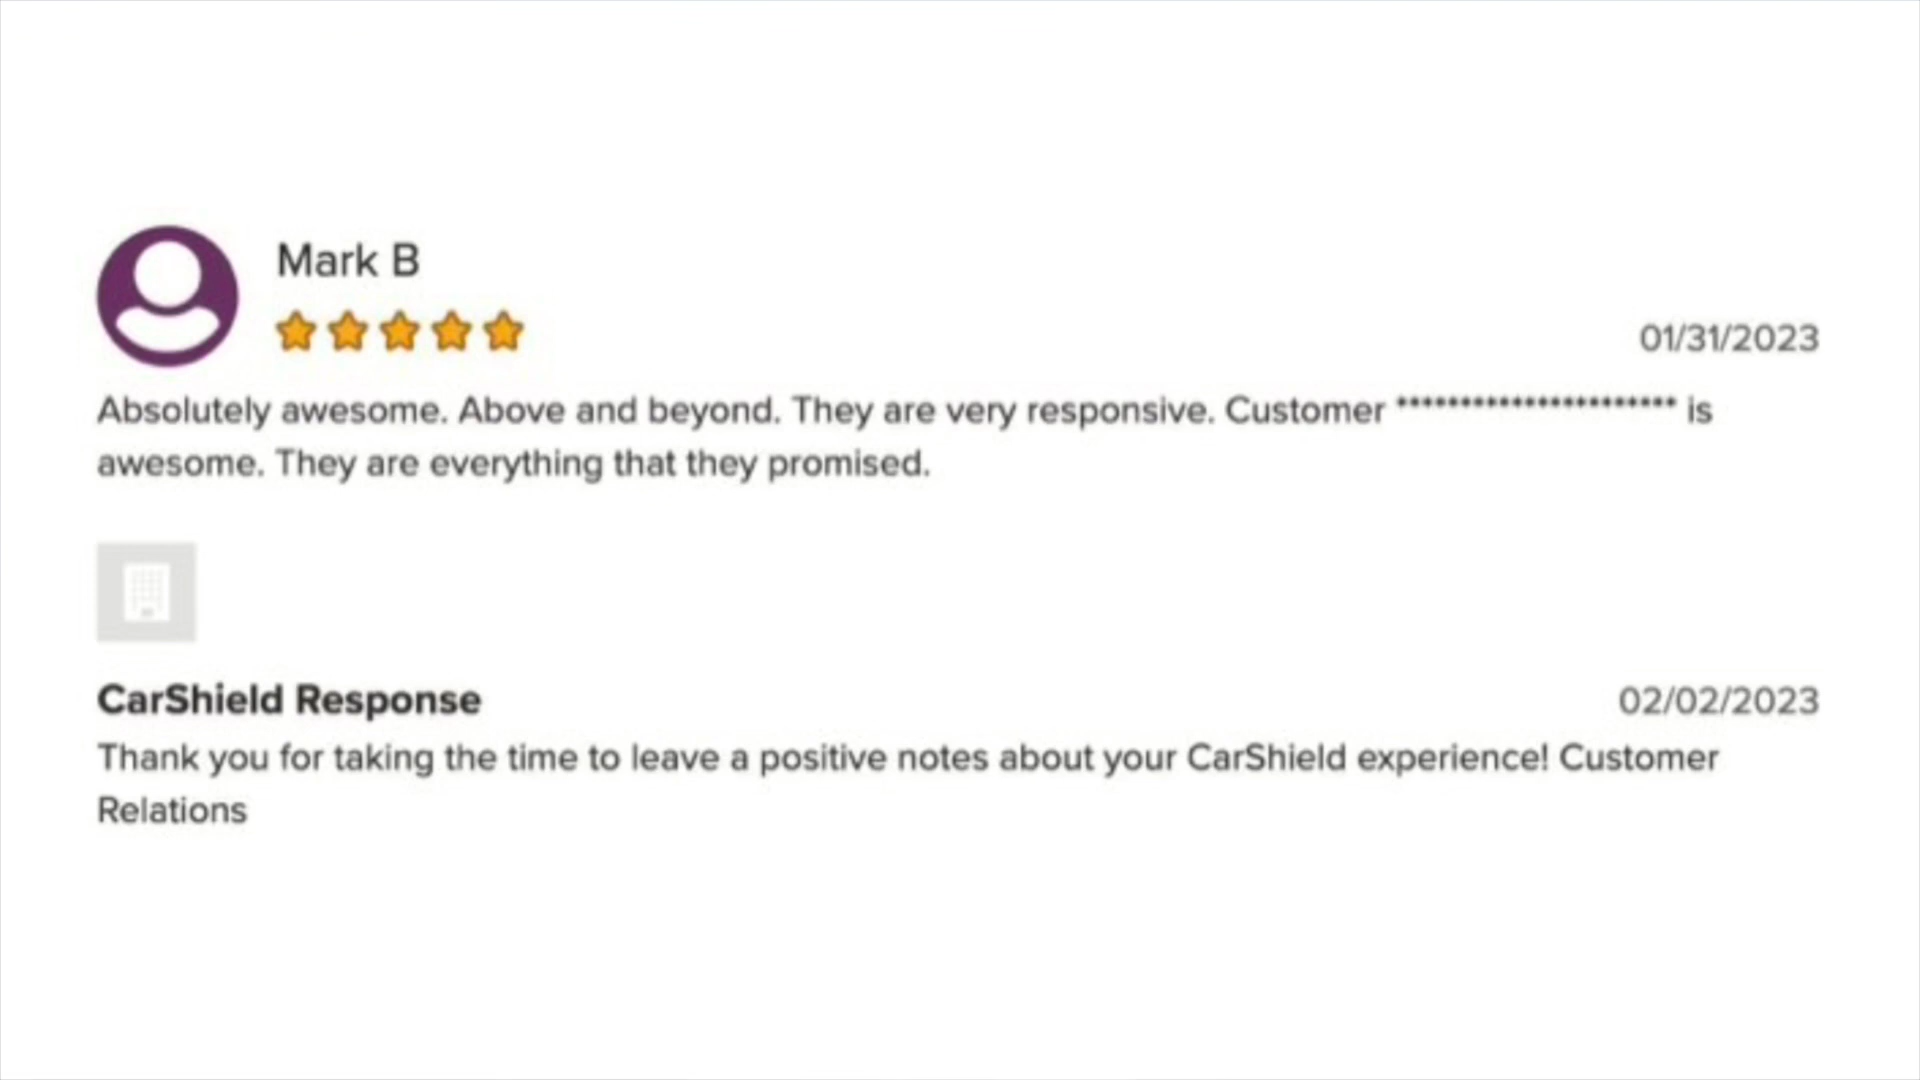 Mark B
01/31/2023
Absolutely awesome. Above and beyond. They are very responsive. Customer ********************** is
awesome. They are everything that they promised.
CarShield Response
02/02/2023
Thank you for taking the time to leave a positive notes about your CarShield experience! Customer
Relations